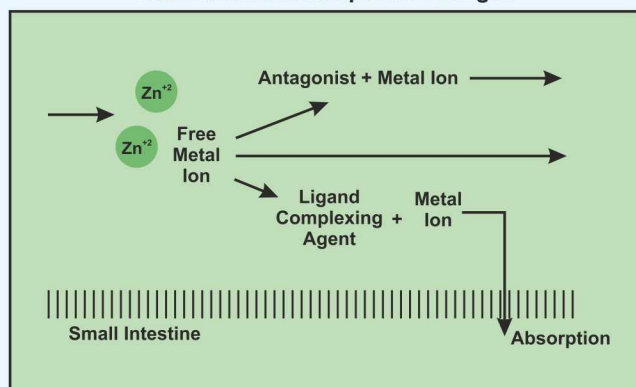 Zn+2
Zn+2
Free
Metal
Ion
Antagonist + Metal Ion
Ligand
Complexing
Agent
+
Metal
Ion
Small Intestine
Absorption